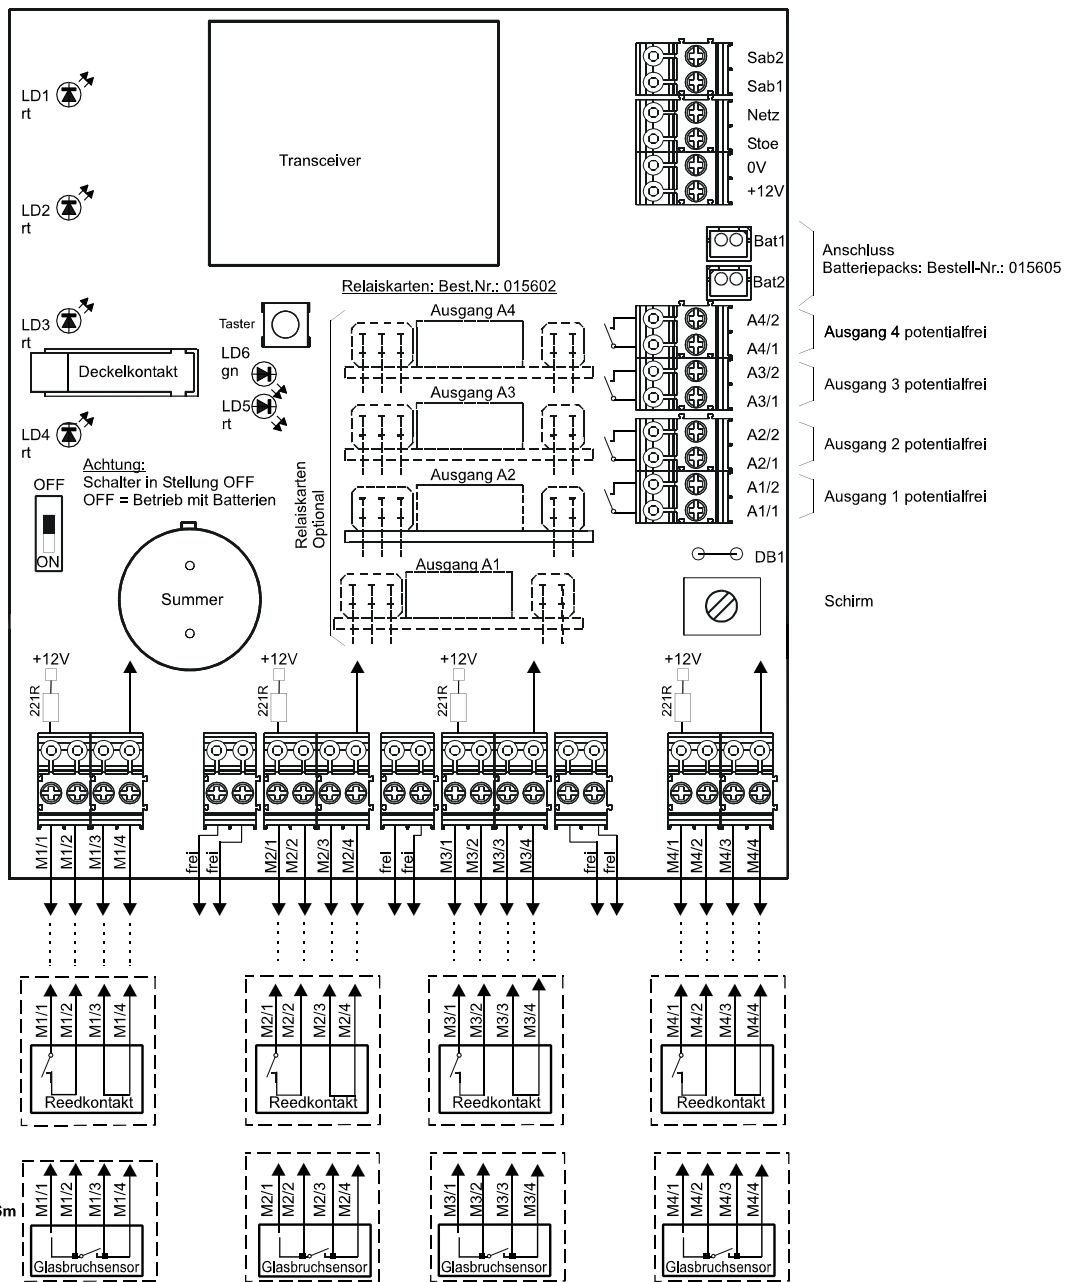 Sab2
LD1
rt
Sab1
Netz
Stoe
Transceiver
0V
+12V
LD2
rt
Bat1
Anschluss
Batteriepacks: Bestell-Nr.: 015605
Bat2
Relaiskarten: Best.Nr.: 015602
Ausgang A4
LD3
rt
Taster
A4/2
Ausgang 4 potentialfrei
A4/1
LD6
gn
Deckelkontakt
A3/2
Ausgang 3 potentialfrei
A3/1
Ausgang A3
LD5
rt
LD4
rt
A2/2
Ausgang 2 potentialfrei
A2/1
Achtung:
Schalter in Stellung OFF
OFF = Betrieb mit Batterien
OFF
ON
Relaiskarten
Optional
Ausgang A2
A1/2
Ausgang 1 potentialfrei
A1/1
DB1
Ausgang A1
Summer
Schirm
+12V
+12V
+12V
+12V
221R
221R
221R
221R
M1/1
M1/2
M1/3
M1/4
frei
frei
M2/1
M2/2
M2/3
M2/4
frei
frei
M3/1
M3/2
M3/3
M3/4
frei
frei
M4/1
M4/2
M4/3
M4/4
M1/1
M1/2
M1/3
M1/4
M2/1
M2/2
M2/3
M2/4
M3/1
M3/2
M3/3
M3/4
M4/1
M4/2
M4/3
M4/4
Reedkontakt
Reedkontakt
Reedkontakt
Reedkontakt
M1/1
M1/2
M1/3
M1/4
M2/1
M2/2
M2/3
M2/4
M3/1
M3/2
M3/3
M3/4
M4/1
M4/2
M4/3
M4/4
Glasbruchsensor
Glasbruchsensor
Glasbruchsensor
Glasbruchsensor